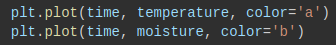 plt.plot(time, temperature, color='a')
plt.plot(time, moisture, color='b')